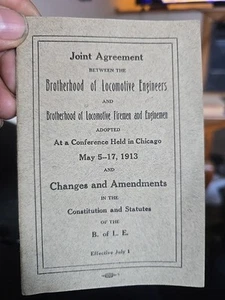 Joint Agreement
BETWEEN THE
Brotherhood of Locomotive Engineers
AND
Brotherhood of Locomotive Firemen and Enginemen
ADOPTED
At a Conference Held in Chicago
May 5-17, 1913
AND
Changes and Amendments
IN THE
Constitution and Statutes
OF THE
B. of L. E.
Effective July 1